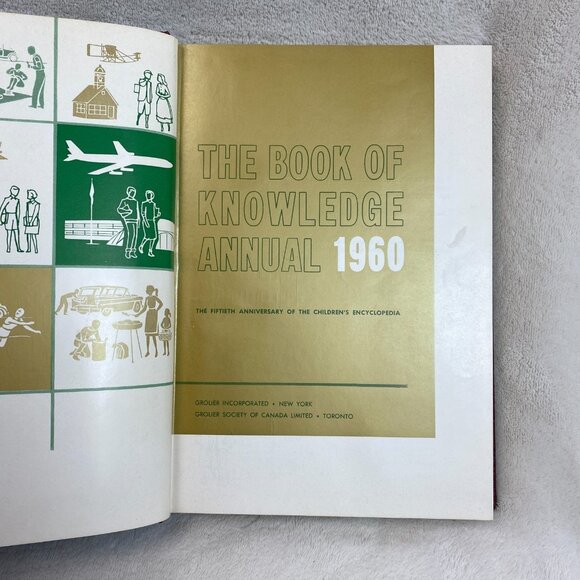 THE BOOK OF
KNOWLEDGE
ANNUAL 1960
THE FIFTIETH ANNIVERSARY OF THE CHILDREN'S ENCYCLOPEDIA
GROLIER INCORPORATED • NEW YORK
GROLIER SOCIETY OF CANADA LIMITED • TORONTO